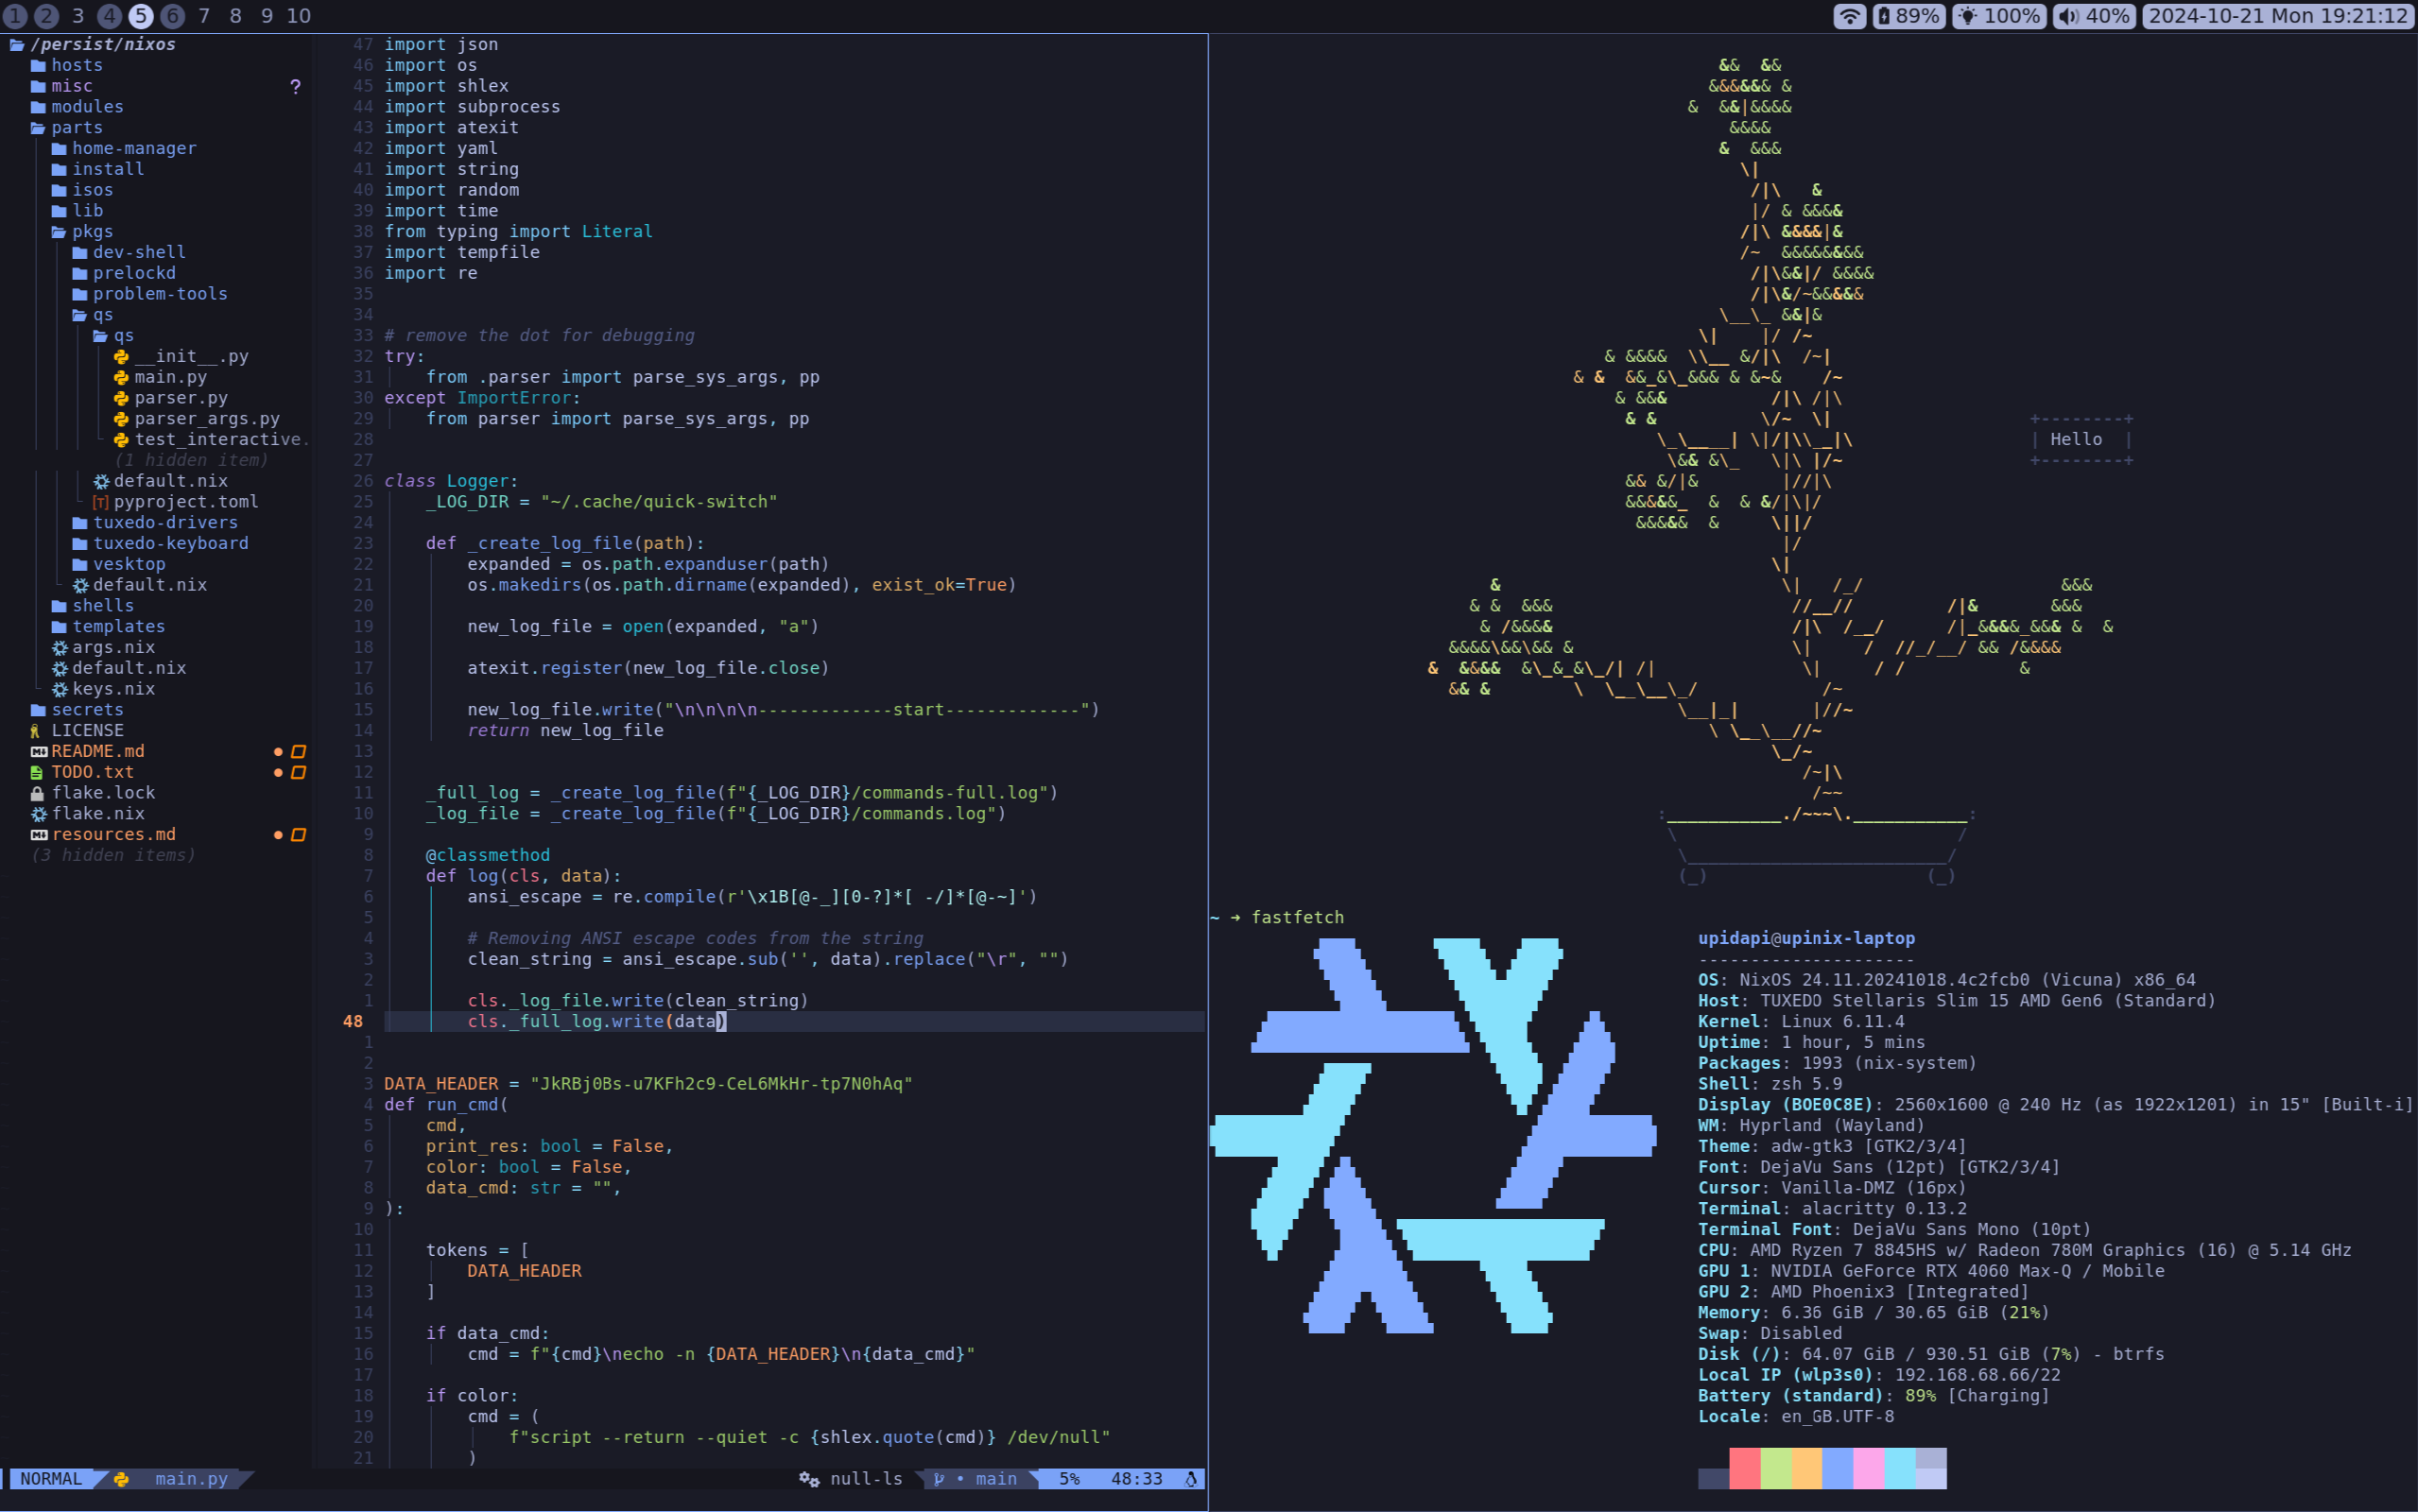 1 2 3 4 5 6 7 8 9 10
89% 100% 40% 2024-10-21 Mon 19:21:12
/persist/nixos
hosts
misc ?
modules
parts
home-manager
install
isos
lib
pkgs
dev-shell
prelockd
problem-tools
qs
qs
__init__.py
main.py
parser.py
parser_args.py
test_interactive.
(1 hidden item)
default.nix
pyproject.toml
tuxedo-drivers
tuxedo-keyboard
vesktop
default.nix
shells
templates
args.nix
default.nix
keys.nix
secrets
LICENSE
README.md
TODO.txt
flake.lock
flake.nix
resources.md
(3 hidden items)
47 import json
46 import os
45 import shlex
44 import subprocess
43 import atexit
42 import yaml
41 import string
40 import random
39 import time
38 from typing import Literal
37 import tempfile
36 import re
35
34
33 # remove the dot for debugging
32 try:
31     from .parser import parse_sys_args, pp
30 except ImportError:
29     from parser import parse_sys_args, pp
28
27
26 class Logger:
25     _LOG_DIR = "~/.cache/quick-switch"
24
23     def _create_log_file(path):
22         expanded = os.path.expanduser(path)
21         os.makedirs(os.path.dirname(expanded), exist_ok=True)
20
19         new_log_file = open(expanded, "a")
18
17         atexit.register(new_log_file.close)
16
15         new_log_file.write("\n\n\n\n-------------start-------------")
14         return new_log_file
13
12
11     _full_log = _create_log_file(f"{_LOG_DIR}/commands-full.log")
10     _log_file = _create_log_file(f"{_LOG_DIR}/commands.log")
9
8     @classmethod
7     def log(cls, data):
6         ansi_escape = re.compile(r'\x1B[@-_][0-?]*[ -/]*[@-~]')
5
4         # Removing ANSI escape codes from the string
3         clean_string = ansi_escape.sub('', data).replace("\r", "")
2
1         cls._log_file.write(clean_string)
48         cls._full_log.write(data)
1
2
3 DATA_HEADER = "JkRBj0Bs-u7KFh2c9-CeL6MkHr-tp7N0hAq"
4 def run_cmd(
5     cmd,
6     print_res: bool = False,
7     color: bool = False,
8     data_cmd: str = "",
9 ):
10
11     tokens = [
12         DATA_HEADER
13     ]
14
15     if data_cmd:
16         cmd = f"{cmd}\necho -n {DATA_HEADER}\n{data_cmd}"
17
18     if color:
19         cmd = (
20             f"script --return --quiet -c {shlex.quote(cmd)} /dev/null"
21         )
NORMAL main.py null-ls • main 5% 48:33
Hello
~ ➜ fastfetch
upidapi@upinix-laptop
---------------------
OS: NixOS 24.11.20241018.4c2fcb0 (Vicuna) x86_64
Host: TUXEDO Stellaris Slim 15 AMD Gen6 (Standard)
Kernel: Linux 6.11.4
Uptime: 1 hour, 5 mins
Packages: 1993 (nix-system)
Shell: zsh 5.9
Display (BOE0C8E): 2560x1600 @ 240 Hz (as 1922x1201) in 15" [Built-i]
WM: Hyprland (Wayland)
Theme: adw-gtk3 [GTK2/3/4]
Font: DejaVu Sans (12pt) [GTK2/3/4]
Cursor: Vanilla-DMZ (16px)
Terminal: alacritty 0.13.2
Terminal Font: DejaVu Sans Mono (10pt)
CPU: AMD Ryzen 7 8845HS w/ Radeon 780M Graphics (16) @ 5.14 GHz
GPU 1: NVIDIA GeForce RTX 4060 Max-Q / Mobile
GPU 2: AMD Phoenix3 [Integrated]
Memory: 6.36 GiB / 30.65 GiB (21%)
Swap: Disabled
Disk (/): 64.07 GiB / 930.51 GiB (7%) - btrfs
Local IP (wlp3s0): 192.168.68.66/22
Battery (standard): 89% [Charging]
Locale: en_GB.UTF-8